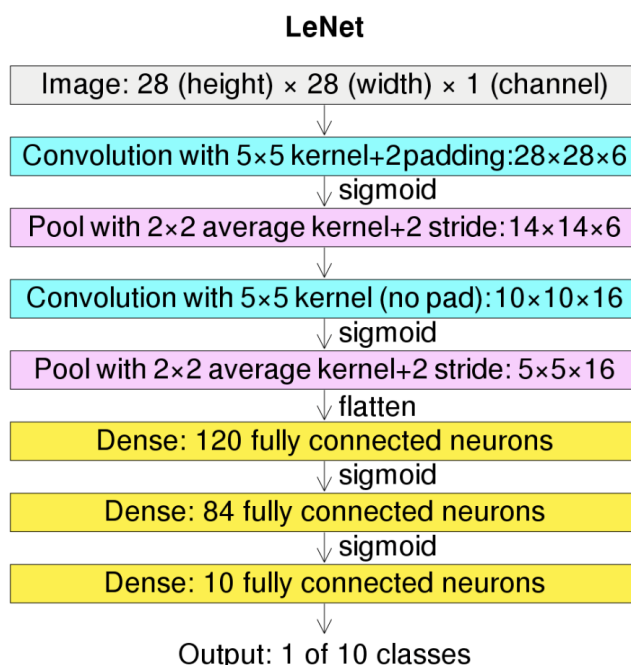 LeNet
Image: 28 (height) × 28 (width) × 1 (channel)
Convolution with 5×5 kernel+2padding:28×28×6
sigmoid
Pool with 2×2 average kernel+2 stride:14×14×6
Convolution with 5×5 kernel (no pad):10×10×16
sigmoid
Pool with 2×2 average kernel+2 stride: 5×5×16
flatten
Dense: 120 fully connected neurons
sigmoid
Dense: 84 fully connected neurons
sigmoid
Dense: 10 fully connected neurons
Output: 1 of 10 classes